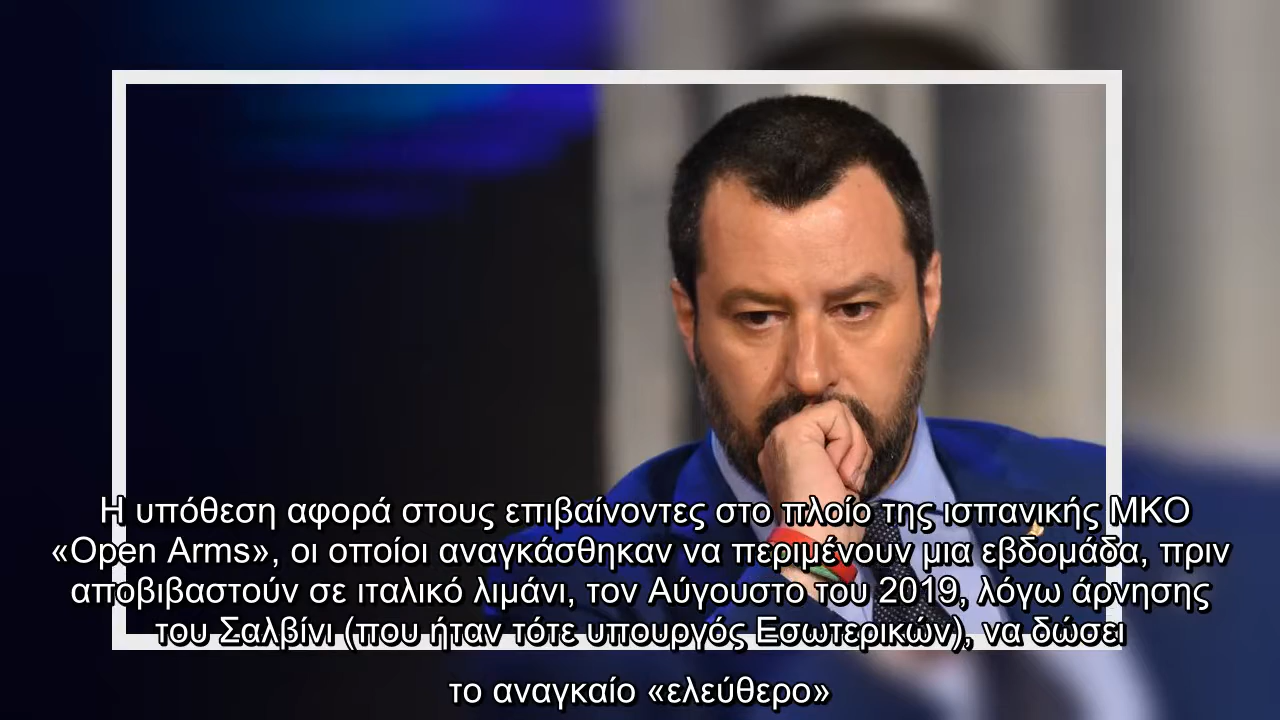 Η υπόθεση αφορά στους επιβαίνοντες στο πλοίο της ισπανικής ΜΚΟ
«Open Arms», οι οποίοι αναγκάσθηκαν να περιμένουν μια εβδομάδα, πριν
αποβιβαστούν σε ιταλικό λιμάνι, τον Αύγουστο του 2019, λόγω άρνησης
του Σαλβίνι (που ήταν τότε υπουργός Εσωτερικών), να δώσει
το αναγκαίο «ελεύθερο»